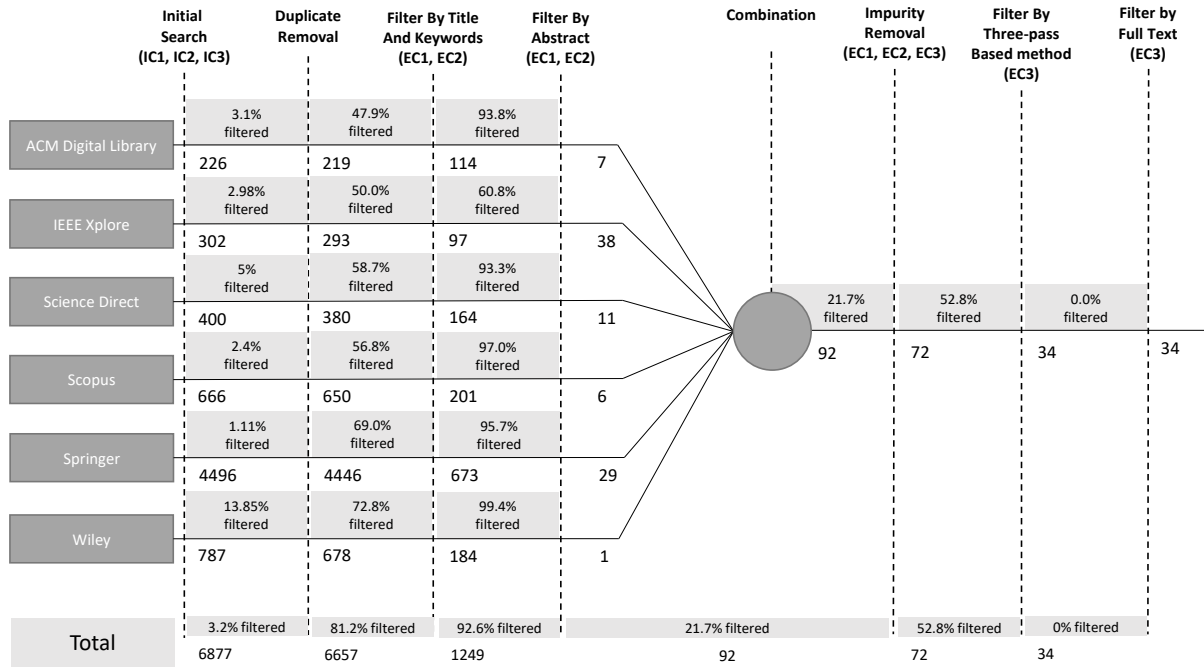 Initial
Search
(IC1, IC2, IC3)
Duplicate
Removal
Filter By Title
And Keywords
(EC1, EC2)
Filter By
Abstract
(EC1, EC2)
Combination
Impurity
Removal
(EC1, EC2, EC3)
Filter By
Three-pass
Based method
(EC3)
Filter by
Full Text
(EC3)
ACM Digital Library
3.1%
filtered
47.9%
filtered
93.8%
filtered
226
219
114
7
IEEE Xplore
2.98%
filtered
50.0%
filtered
60.8%
filtered
302
293
97
38
Science Direct
5%
filtered
58.7%
filtered
93.3%
filtered
400
380
164
11
Scopus
2.4%
filtered
56.8%
filtered
97.0%
filtered
666
650
201
6
Springer
1.11%
filtered
69.0%
filtered
95.7%
filtered
4496
4446
673
29
Wiley
13.85%
filtered
72.8%
filtered
99.4%
filtered
787
678
184
1
21.7%
filtered
52.8%
filtered
0.0%
filtered
92
72
34
34
Total
3.2% filtered
81.2% filtered
92.6% filtered
21.7% filtered
52.8% filtered
0% filtered
6877
6657
1249
92
72
34